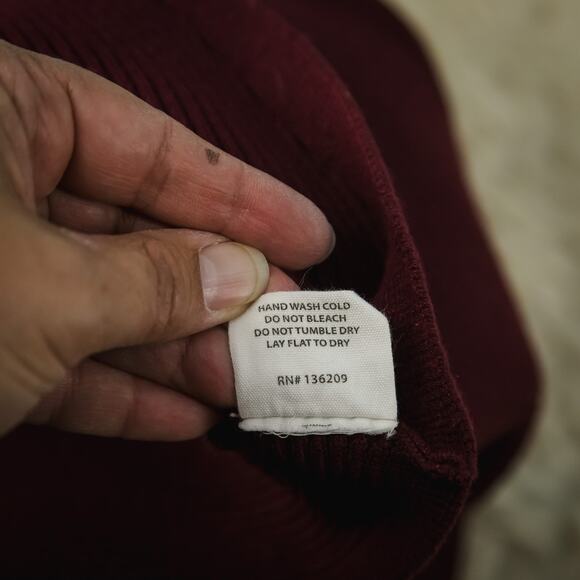 HAND WASH COLD
DO NOT BLEACH
DO NOT TUMBLE DRY
LAY FLAT TO DRY
RN# 136209